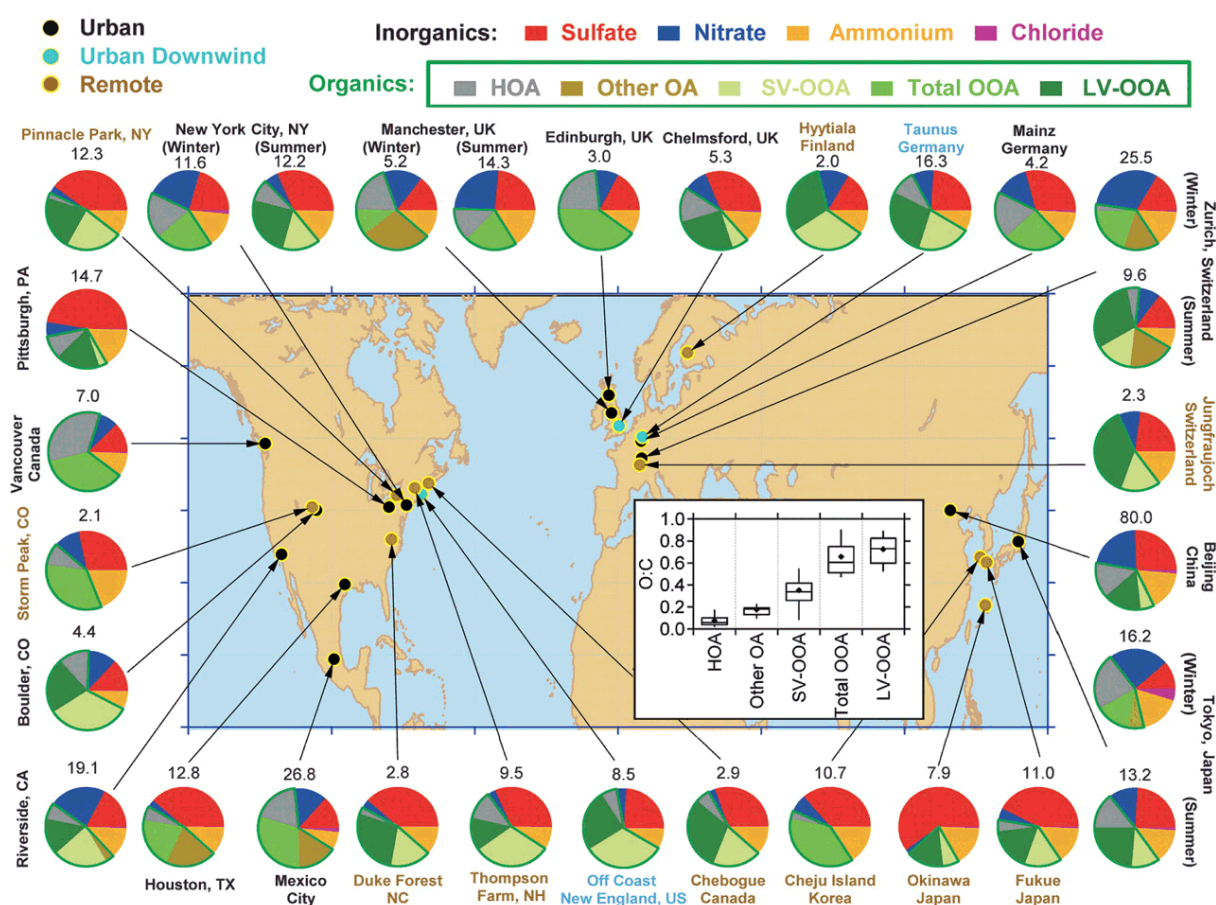 Urban
Urban Downwind
Remote
Inorganics: Sulfate Nitrate Ammonium Chloride
Organics: HOA Other OA SV-OOA Total OOA LV-OOA
Pinnacle Park, NY
12.3
New York City, NY
(Winter) (Summer)
11.6 12.2
Manchester, UK
(Winter) (Summer)
5.2 14.3
Edinburgh, UK
3.0
Chelmsford, UK
5.3
Hyytiala
Finland
2.0
Taunus
Germany
16.3
Mainz
Germany
4.2
25.5
(Winter)
Zurich, Switzerland
9.6
(Summer)
Pittsburgh, PA
14.7
Vancouver
Canada
7.0
Storm Peak, CO
2.1
Boulder, CO
4.4
Riverside, CA
19.1
2.3
Jungfraujoch
Switzerland
80.0
Beijing
China
16.2
(Winter)
Tokyo, Japan
13.2
(Summer)
O:C
1.0
0.8
0.6
0.4
0.2
0.0
HOA
Other OA
SV-OOA
Total OOA
LV-OOA
12.8
Houston, TX
26.8
Mexico
City
2.8
Duke Forest
NC
9.5
Thompson
Farm, NH
8.5
Off Coast
New England, US
2.9
Chebogue
Canada
10.7
Cheju Island
Korea
7.9
Okinawa
Japan
11.0
Fukue
Japan